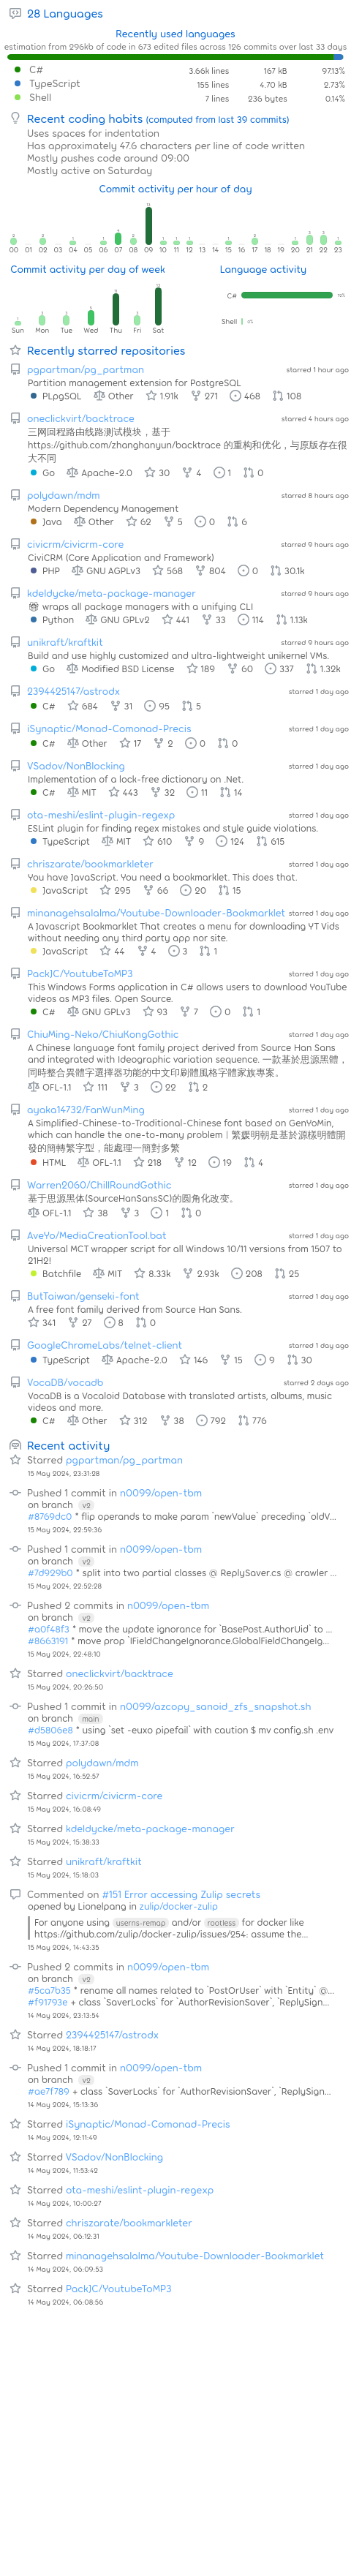 28 Languages
Recently used languages
estimation from 296kb of code in 673 edited files across 126 commits over last 33 days
C# 3.66k lines 167 kB 97.13%
TypeScript 155 lines 4.70 kB 2.73%
Shell 7 lines 236 bytes 0.14%
Recent coding habits (computed from last 39 commits)
Uses spaces for indentation
Has approximately 47.6 characters per line of code written
Mostly pushes code around 09:00
Mostly active on Saturday
Commit activity per hour of day
00 01 02 03 04 05 06 07 08 09 10 11 12 13 14 15 16 17 18 19 20 21 22 23
Commit activity per day of week
Language activity
C#
Shell
Sun Mon Tue Wed Thu Fri Sat
Recently starred repositories
pgpartman/pg_partman starred 1 hour ago
Partition management extension for PostgreSQL
PLpgSQL Other 1.91k 271 468 108
oneclickvirt/backtrace starred 4 hours ago
三网回程路由线路测试模块，基于
https://github.com/zhanghanyun/backtrace 的重构和优化，与原版存在很
大不同
Go Apache-2.0 30 4 1 0
polydawn/mdm starred 8 hours ago
Modern Dependency Management
Java Other 62 5 0 6
civicrm/civicrm-core starred 9 hours ago
CiviCRM (Core Application and Framework)
PHP GNU AGPLv3 568 804 0 30.1k
kdeldycke/meta-package-manager starred 9 hours ago
wraps all package managers with a unifying CLI
Python GNU GPLv2 441 33 114 1.13k
unikraft/kraftkit starred 9 hours ago
Build and use highly customized and ultra-lightweight unikernel VMs.
Go Modified BSD License 189 60 337 1.32k
2394425147/astrodx starred 1 day ago
C# 684 31 95 5
iSynaptic/Monad-Comonad-Precis starred 1 day ago
C# Other 17 2 0 0
VSadov/NonBlocking starred 1 day ago
Implementation of a lock-free dictionary on .Net.
C# MIT 443 32 11 14
ota-meshi/eslint-plugin-regexp starred 1 day ago
ESLint plugin for finding regex mistakes and style guide violations.
TypeScript MIT 610 9 124 615
chriszarate/bookmarkleter starred 1 day ago
You have JavaScript. You need a bookmarklet. This does that.
JavaScript 295 66 20 15
minanagehsalalma/Youtube-Downloader-Bookmarklet starred 1 day ago
A Javascript Bookmarklet That creates a menu for downloading YT Vids
without needing any third party app nor site.
JavaScript 44 4 3 1
PackJC/YoutubeToMP3 starred 1 day ago
This Windows Forms application in C# allows users to download YouTube
videos as MP3 files. Open Source.
C# GNU GPLv3 93 7 0 1
ChiuMing-Neko/ChiuKongGothic starred 1 day ago
A Chinese language font family project derived from Source Han Sans
and integrated with Ideographic variation sequence. 一款基於思源黑體，
同時整合異體字選擇器功能的中文印刷體風格字體家族專案。
OFL-1.1 111 3 22 2
ayaka14732/FanWunMing starred 1 day ago
A Simplified-Chinese-to-Traditional-Chinese font based on GenYoMin,
which can handle the one-to-many problem | 繁媛明朝是基於源樣明體開
發的簡轉繁字型，能處理一簡對多繁
HTML OFL-1.1 218 12 19 4
Warren2060/ChillRoundGothic starred 1 day ago
基于思源黑体(SourceHanSansSC)的圆角化改变。
OFL-1.1 38 3 1 0
AveYo/MediaCreationTool.bat starred 1 day ago
Universal MCT wrapper script for all Windows 10/11 versions from 1507 to
21H2!
Batchfile MIT 8.33k 2.93k 208 25
ButTaiwan/genseki-font starred 1 day ago
A free font family derived from Source Han Sans.
341 27 8 0
GoogleChromeLabs/telnet-client starred 1 day ago
TypeScript Apache-2.0 146 15 9 30
VocaDB/vocadb starred 2 days ago
VocaDB is a Vocaloid Database with translated artists, albums, music
videos and more.
C# Other 312 38 792 776
Recent activity
Starred pgpartman/pg_partman
15 May 2024, 23:31:28
Pushed 1 commit in n0099/open-tbm
on branch v2
#8769dc0 * flip operands to make param `newValue` preceding `oldV...
15 May 2024, 22:59:36
Pushed 1 commit in n0099/open-tbm
on branch v2
#7d929b0 * split into two partial classes @ ReplySaver.cs @ crawler ...
15 May 2024, 22:52:28
Pushed 2 commits in n0099/open-tbm
on branch v2
#a0f48f3 * move the update ignorance for `BasePost.AuthorUid` to ...
#8663191 * move prop `IFieldChangeIgnorance.GlobalFieldChangeIg...
15 May 2024, 22:48:10
Starred oneclickvirt/backtrace
15 May 2024, 20:26:50
Pushed 1 commit in n0099/azcopy_sanoid_zfs_snapshot.sh
on branch main
#d5806e8 * using `set -euxo pipefail` with caution $ mv config.sh .env
15 May 2024, 17:37:08
Starred polydawn/mdm
15 May 2024, 16:52:57
Starred civicrm/civicrm-core
15 May 2024, 16:08:49
Starred kdeldycke/meta-package-manager
15 May 2024, 15:38:33
Starred unikraft/kraftkit
15 May 2024, 15:18:03
Commented on #151 Error accessing Zulip secrets
opened by Lionelpang in zulip/docker-zulip
For anyone using userns-remap and/or rootless for docker like
https://github.com/zulip/docker-zulip/issues/254: assume the...
15 May 2024, 14:43:35
Pushed 2 commits in n0099/open-tbm
on branch v2
#5ca7b35 * rename all names related to `PostOrUser` with `Entity` @...
#f91793e + class `SaverLocks` for `AuthorRevisionSaver`, `ReplySign...
14 May 2024, 23:13:54
Starred 2394425147/astrodx
14 May 2024, 18:18:17
Pushed 1 commit in n0099/open-tbm
on branch v2
#ae7f789 + class `SaverLocks` for `AuthorRevisionSaver`, `ReplySign...
14 May 2024, 15:13:36
Starred iSynaptic/Monad-Comonad-Precis
14 May 2024, 12:11:49
Starred VSadov/NonBlocking
14 May 2024, 11:53:42
Starred ota-meshi/eslint-plugin-regexp
14 May 2024, 10:00:27
Starred chriszarate/bookmarkleter
14 May 2024, 06:12:31
Starred minanagehsalalma/Youtube-Downloader-Bookmarklet
14 May 2024, 06:09:53
Starred PackJC/YoutubeToMP3
14 May 2024, 06:08:56